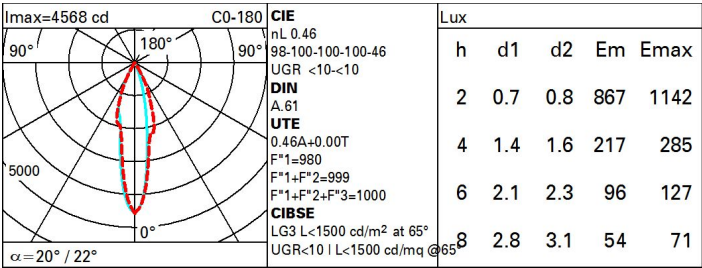 Imax=4568 cd C0-180
90° 180° 90°
5000
0°
α=20° / 22°
CIE
nL 0.46
98-100-100-100-46
UGR <10-<10
DIN
A.61
UTE
0.46A+0.00T
F"1=980
F"1+F"2=999
F"1+F"2+F"3=1000
CIBSE
LG3 L<1500 cd/m² at 65°
UGR<10 | L<1500 cd/mq @65°
Lux
h d1 d2 Em Emax
2 0.7 0.8 867 1142
4 1.4 1.6 217 285
6 2.1 2.3 96 127
8 2.8 3.1 54 71